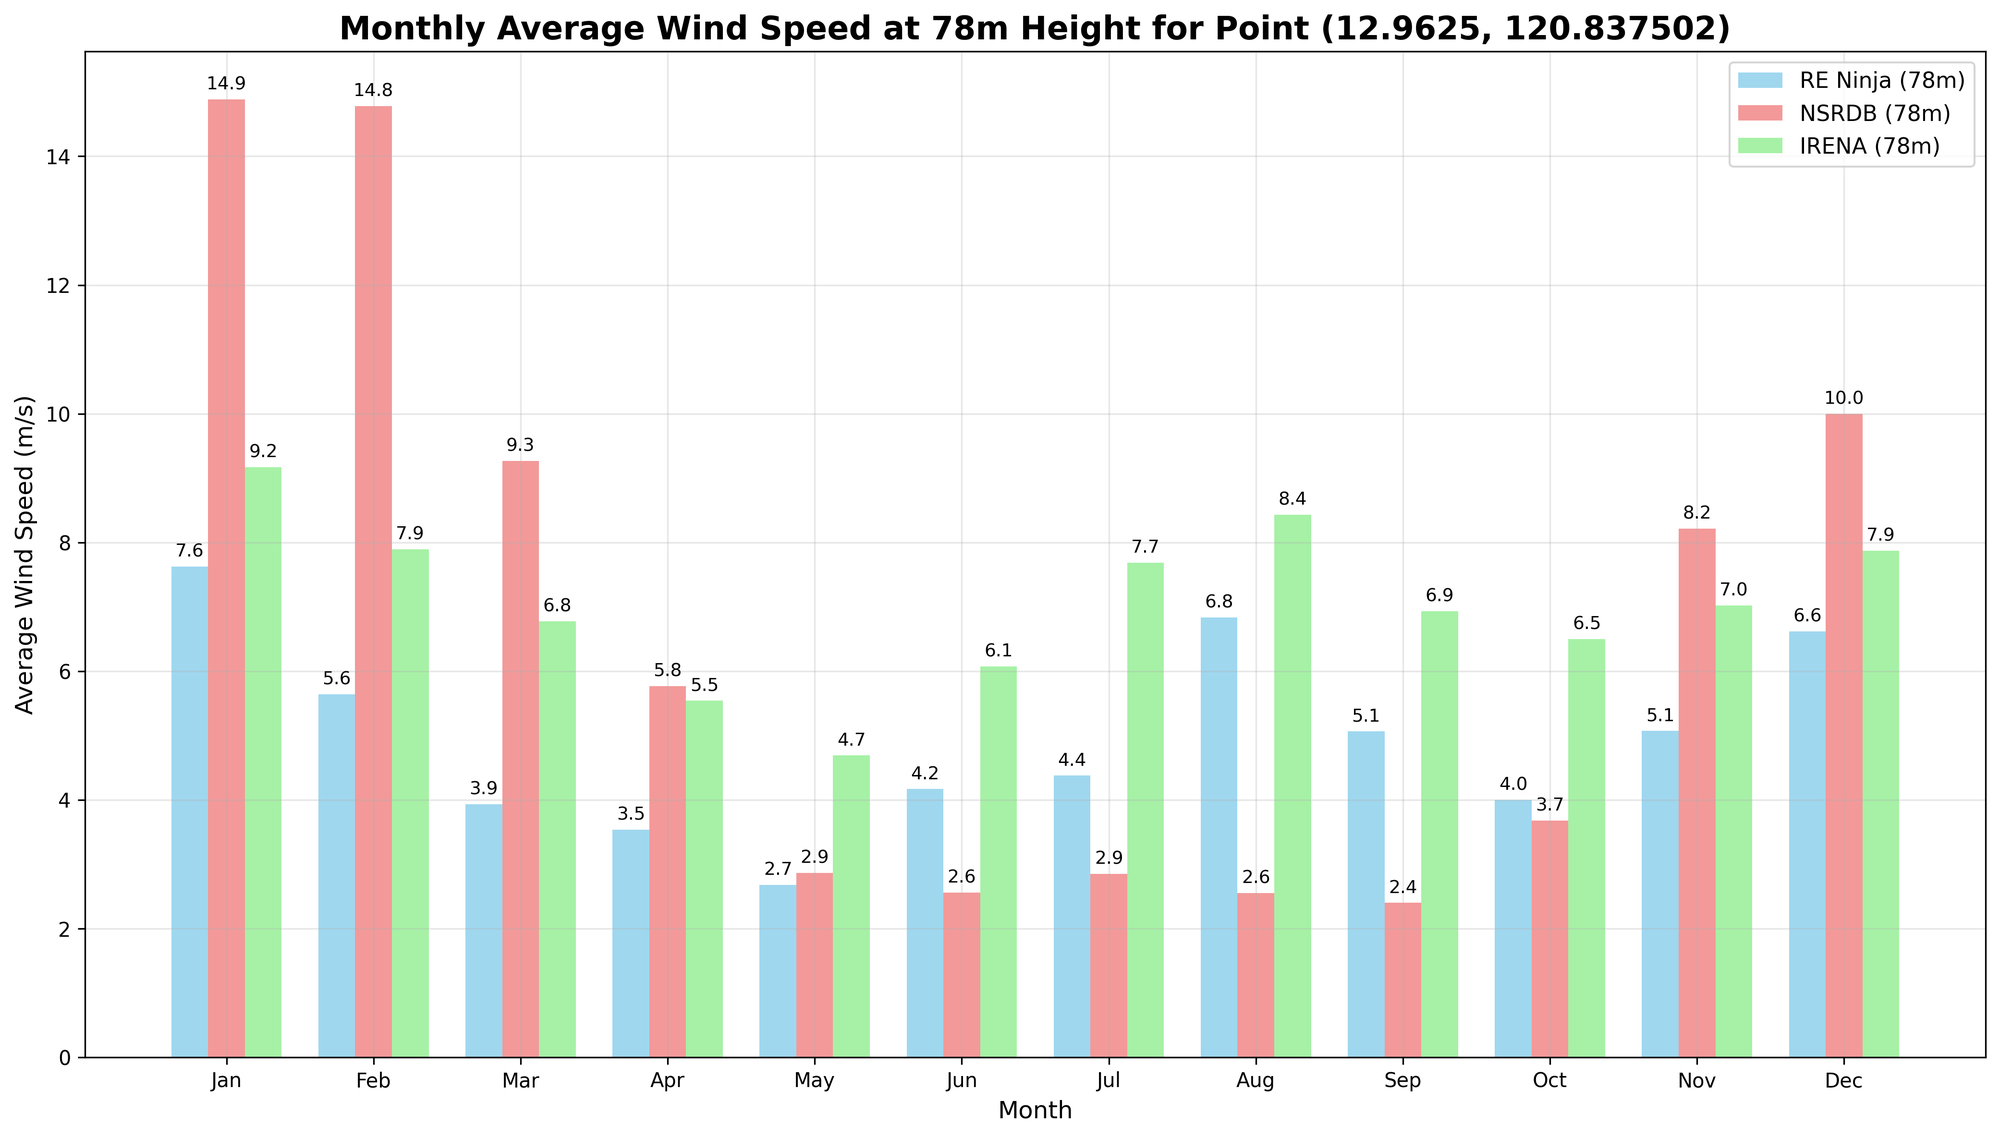 Monthly Average Wind Speed at 78m Height for Point (12.9625, 120.837502)
RE Ninja (78m)
NSRDB (78m)
IRENA (78m)
Average Wind Speed (m/s)
14
12
10
8
6
4
2
0
7.6 14.9 9.2
5.6 14.8 7.9
3.9 9.3 6.8
3.5 5.8 5.5
2.7 2.9 4.7
4.2 2.6 6.1
4.4 2.9 7.7
6.8 2.6 8.4
5.1 2.4 6.9
4.0 3.7 6.5
5.1 8.2 7.0
6.6 10.0 7.9
Jan Feb Mar Apr May Jun Jul Aug Sep Oct Nov Dec
Month